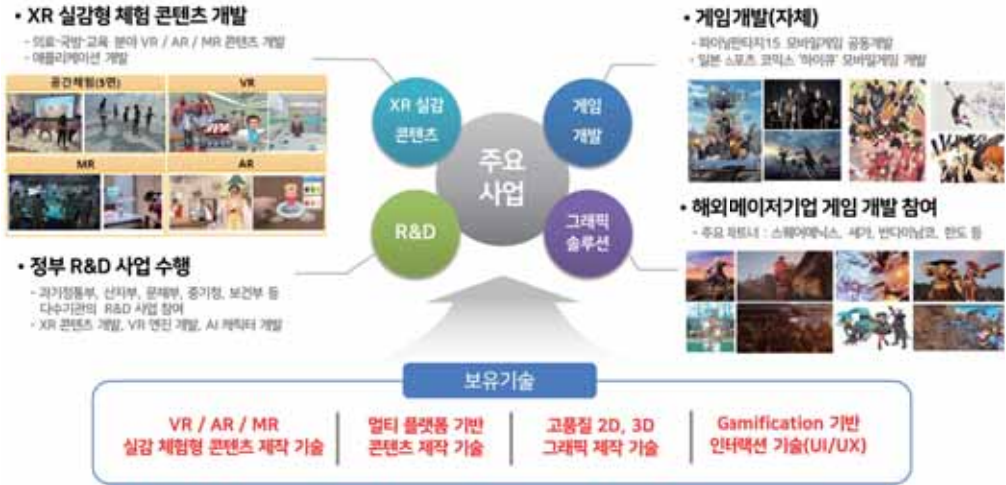 • XR 실감형 체험 콘텐츠 개발
- 의료·국방·교육 분야 VR / AR / MR 콘텐츠 개발
- 애플리케이션 개발
공간체험(5면)
VR
MR
AR
• 정부 R&D 사업 수행
- 과기정통부, 산자부, 문체부, 중기청, 보건부 등
다수기관의 R&D 사업 참여
- XR 콘텐츠 개발, VR 엔진 개발, AI 캐릭터 개발
XR 실감
콘텐츠
게임
개발
주요
사업
R&D
그래픽
솔루션
• 게임개발(자체)
- 파이널판타지15 모바일게임 공동개발
- 일본 스포츠 코믹스 '하이큐' 모바일게임 개발
• 해외메이저기업 게임 개발 참여
- 주요 파트너 : 스퀘어에닉스, 세가, 반다이남코, 한도 등
보유기술
VR / AR / MR
실감 체험형 콘텐츠 제작 기술
멀티 플랫폼 기반
콘텐츠 제작 기술
고품질 2D, 3D
그래픽 제작 기술
Gamification 기반
인터랙션 기술(UI/UX)